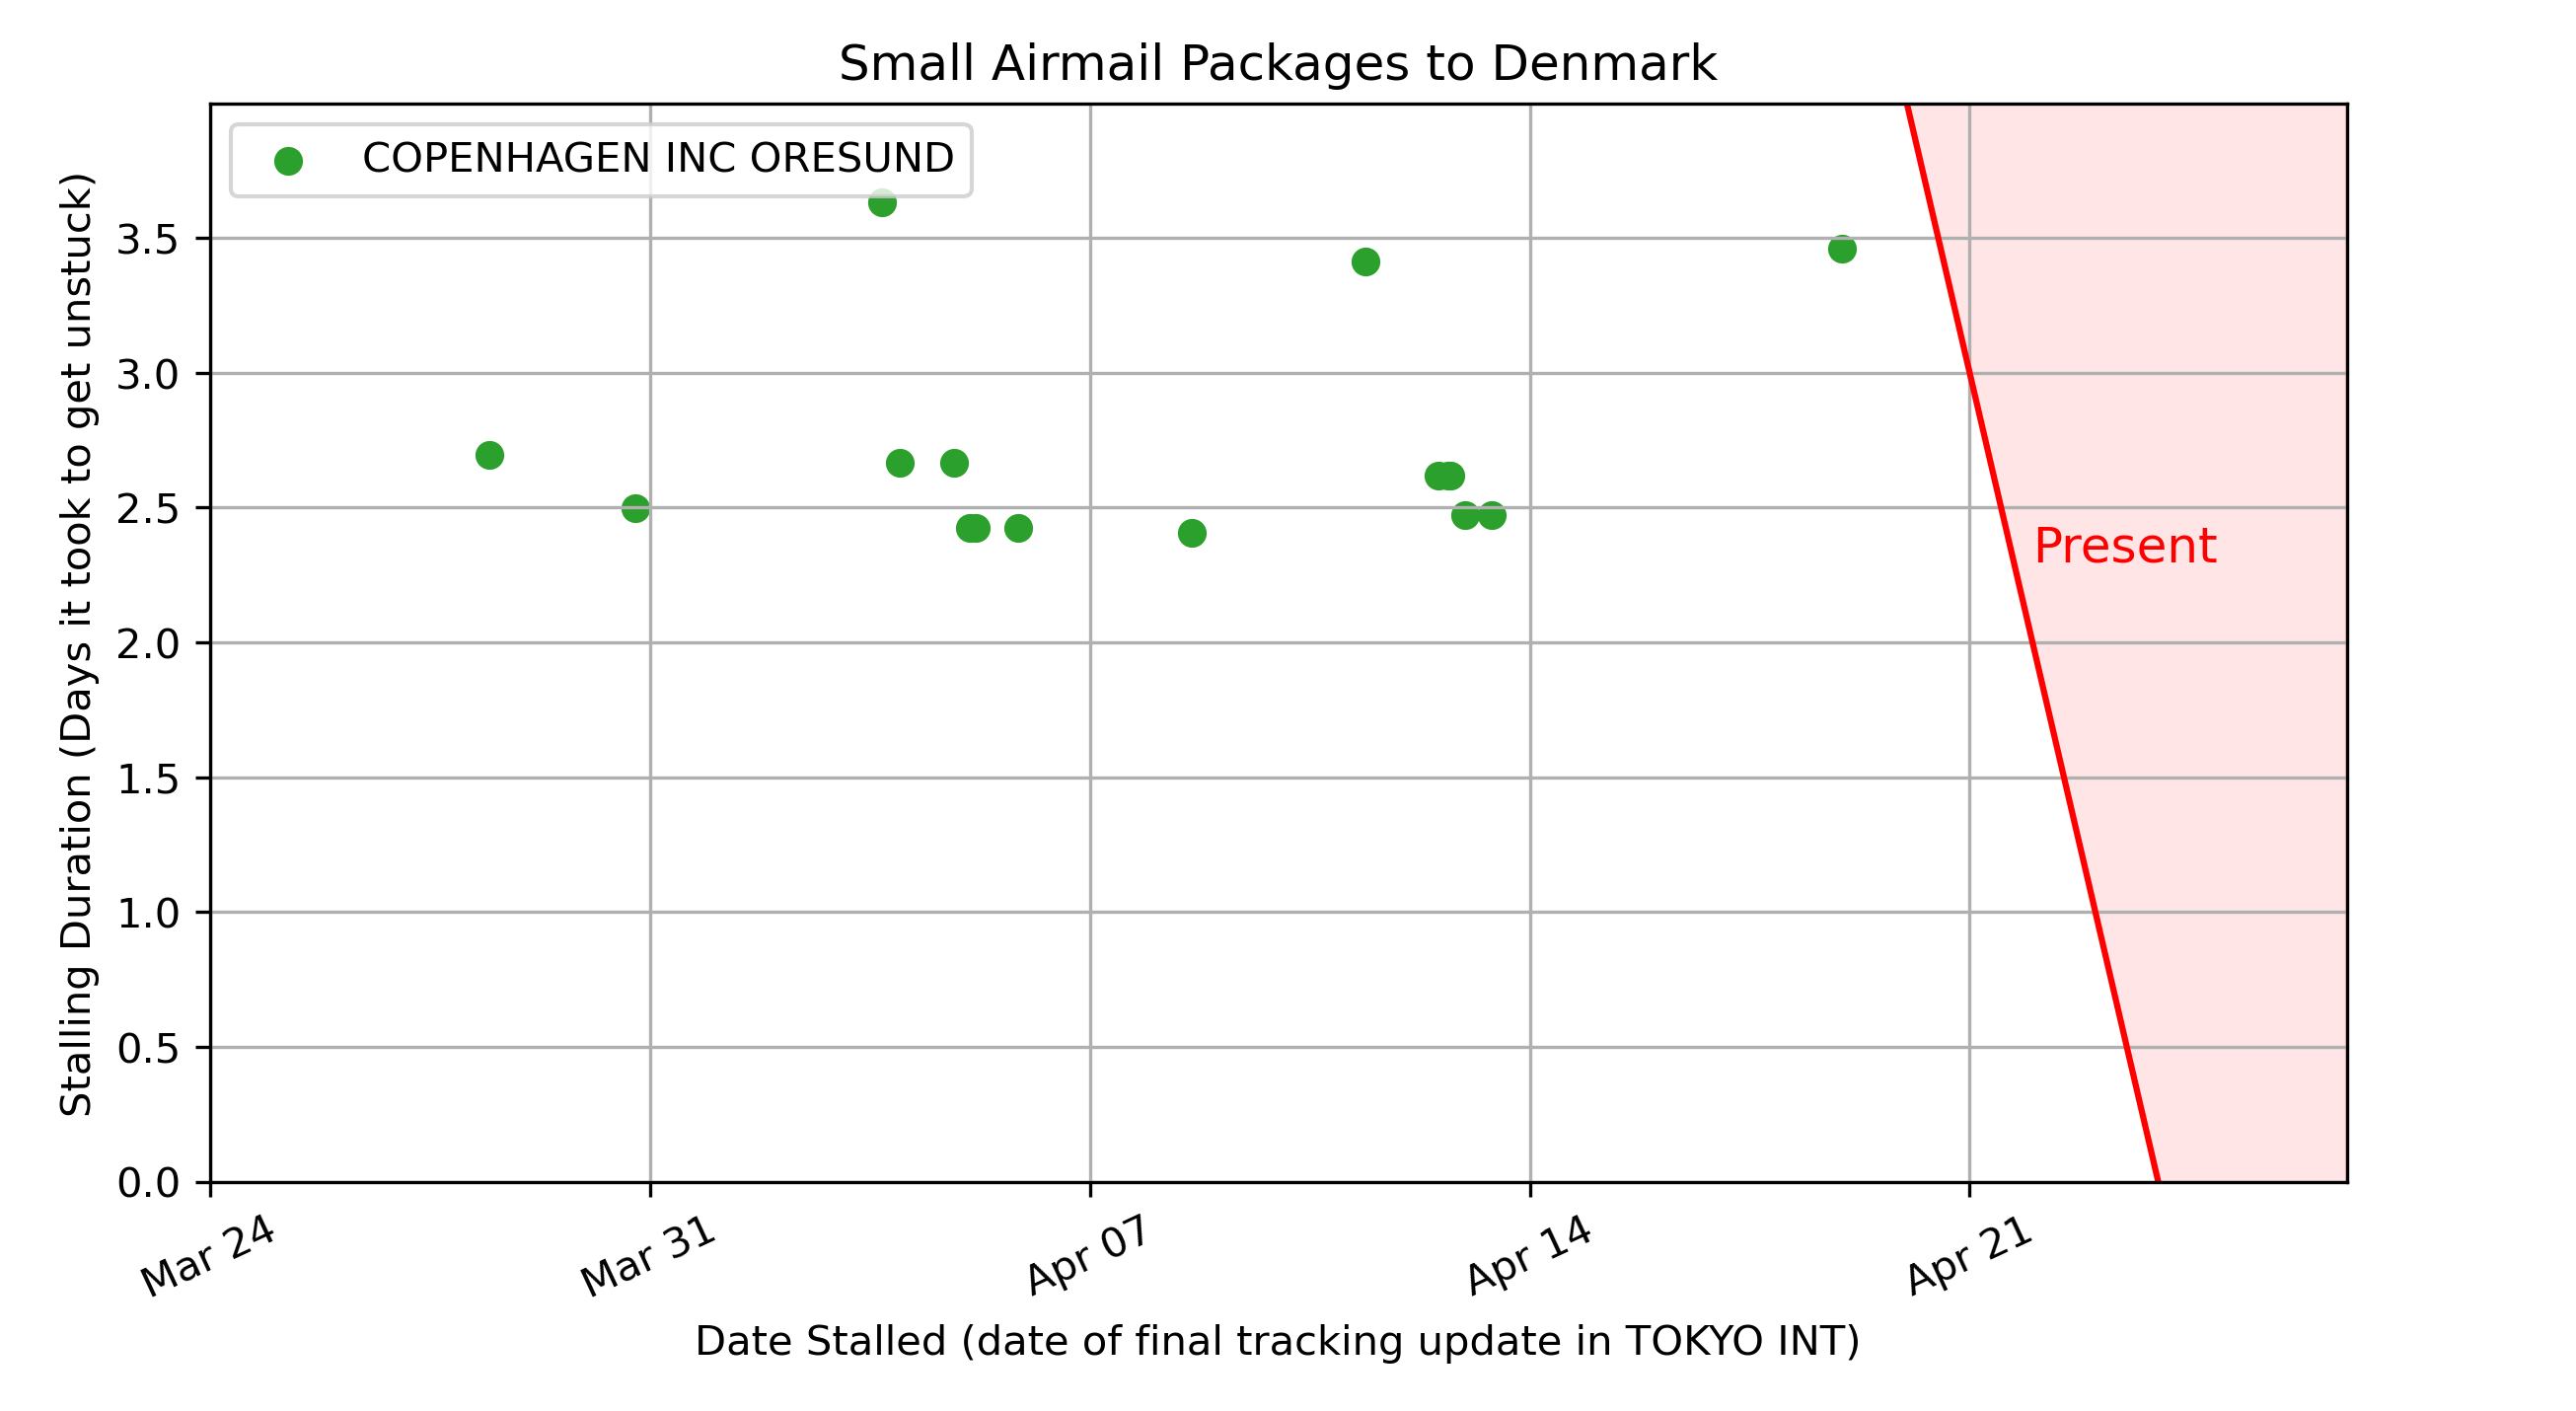 Small Airmail Packages to Denmark
COPENHAGEN INC ORESUND
Stalling Duration (Days it took to get unstuck)
3.5
3.0
2.5
2.0
1.5
1.0
0.5
0.0
Present
Mar 24
Mar 31
Apr 07
Apr 14
Apr 21
Date Stalled (date of final tracking update in TOKYO INT)